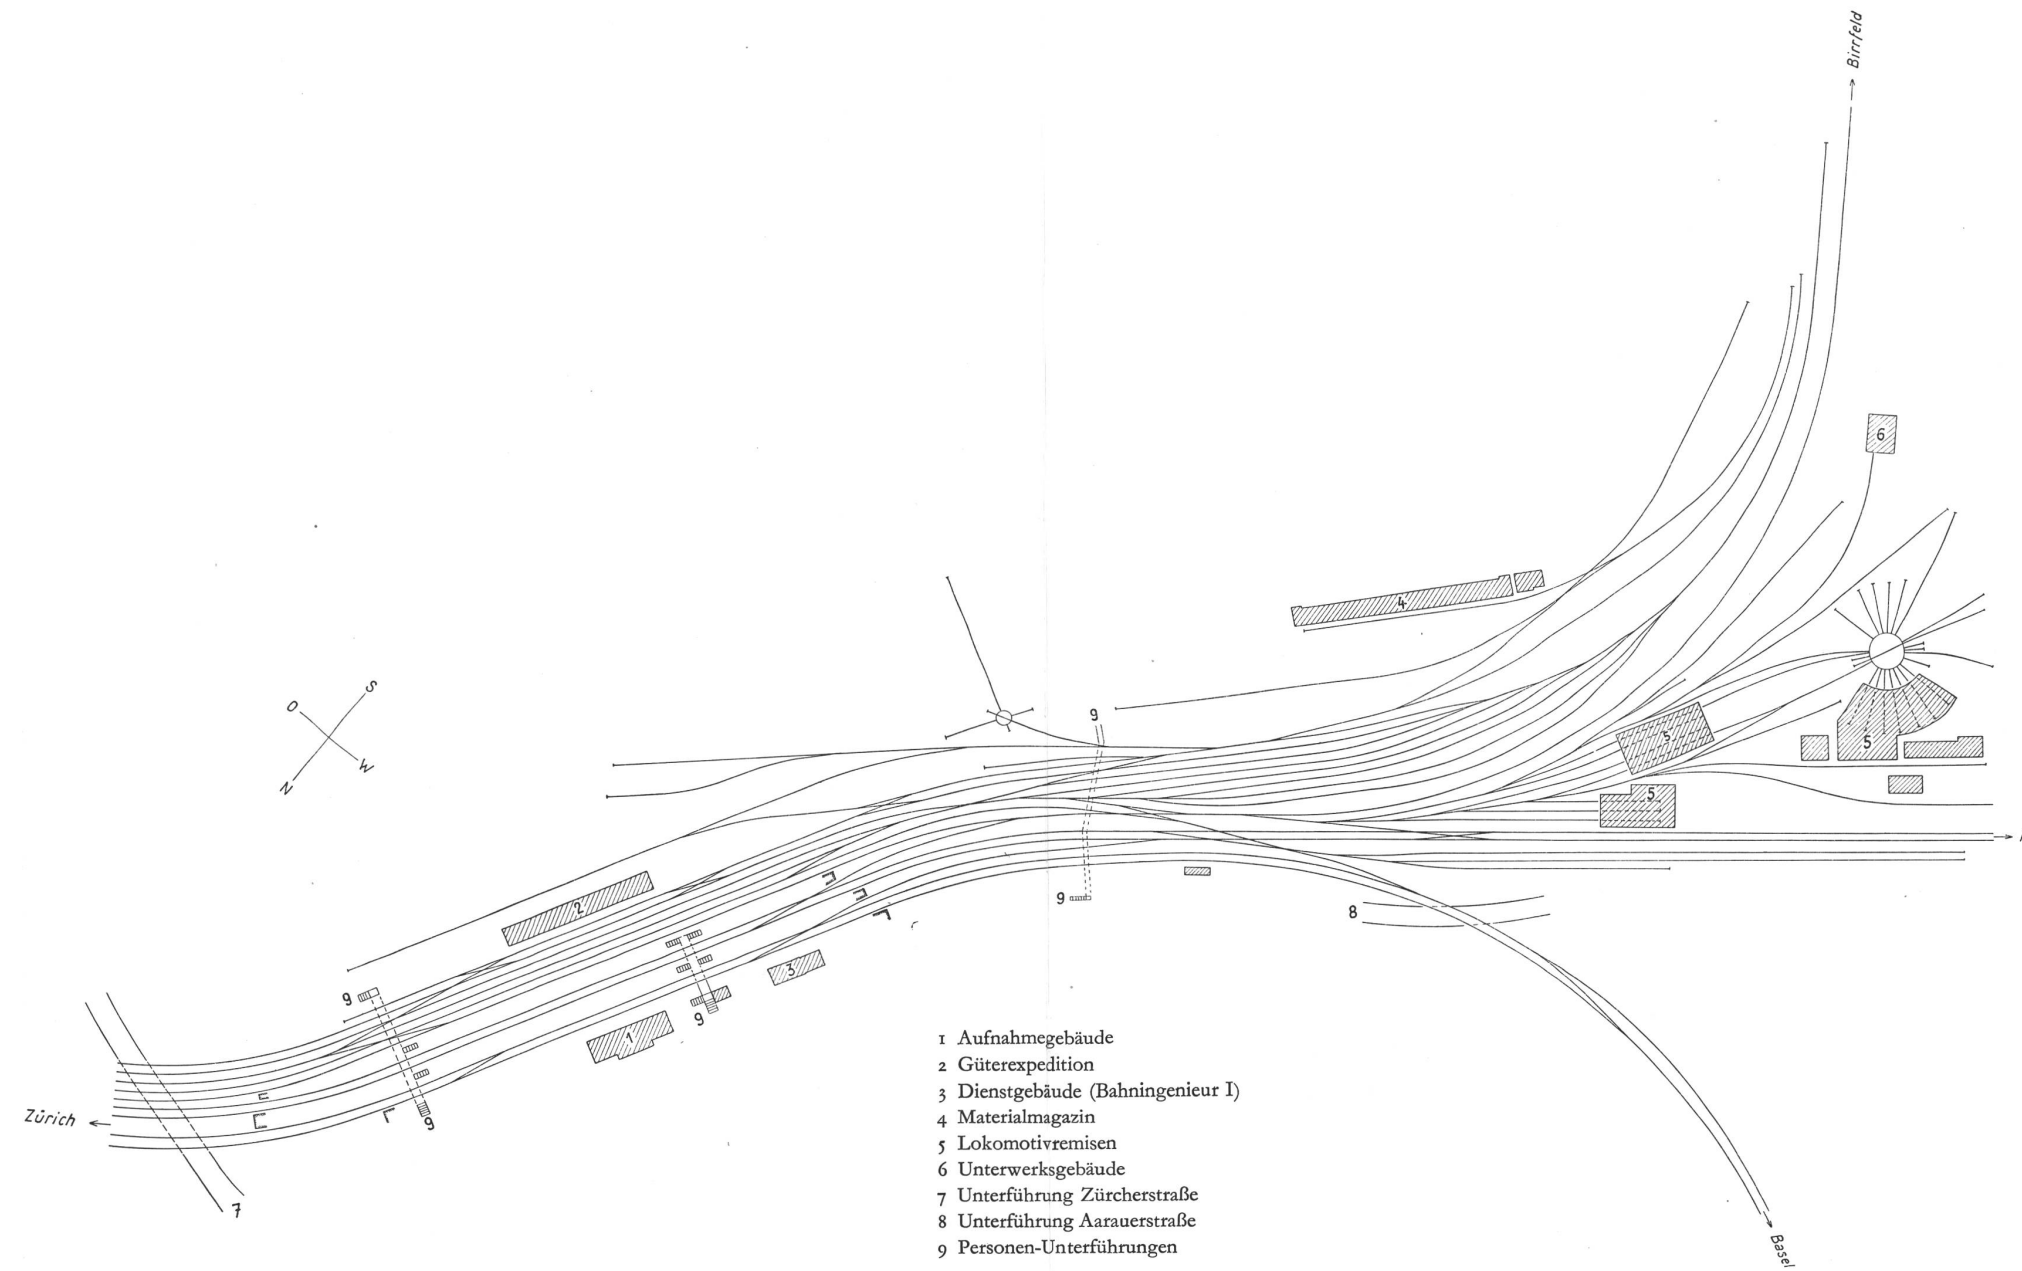 Birrfeld
6
4
S
O
W
N
9
5
5
5
2
9
8
3
9
9
1
9
Zürich
7
Basel
1 Aufnahmegebäude
2 Güterexpedition
3 Dienstgebäude (Bahningenieur I)
4 Materialmagazin
5 Lokomotivremisen
6 Unterwerksgebäude
7 Unterführung Zürcherstraße
8 Unterführung Aarauerstraße
9 Personen-Unterführungen